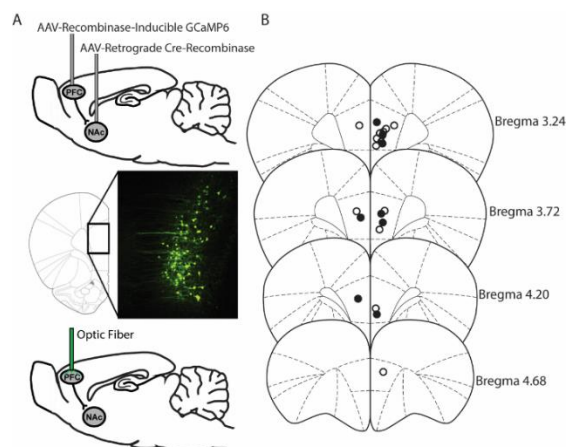 A
AAV-Recombinase-Inducible GCaMP6
AAV-Retrograde Cre-Recombinase
PFC
NAc
Optic Fiber
PFC
NAc
B
Bregma 3.24
Bregma 3.72
Bregma 4.20
Bregma 4.68